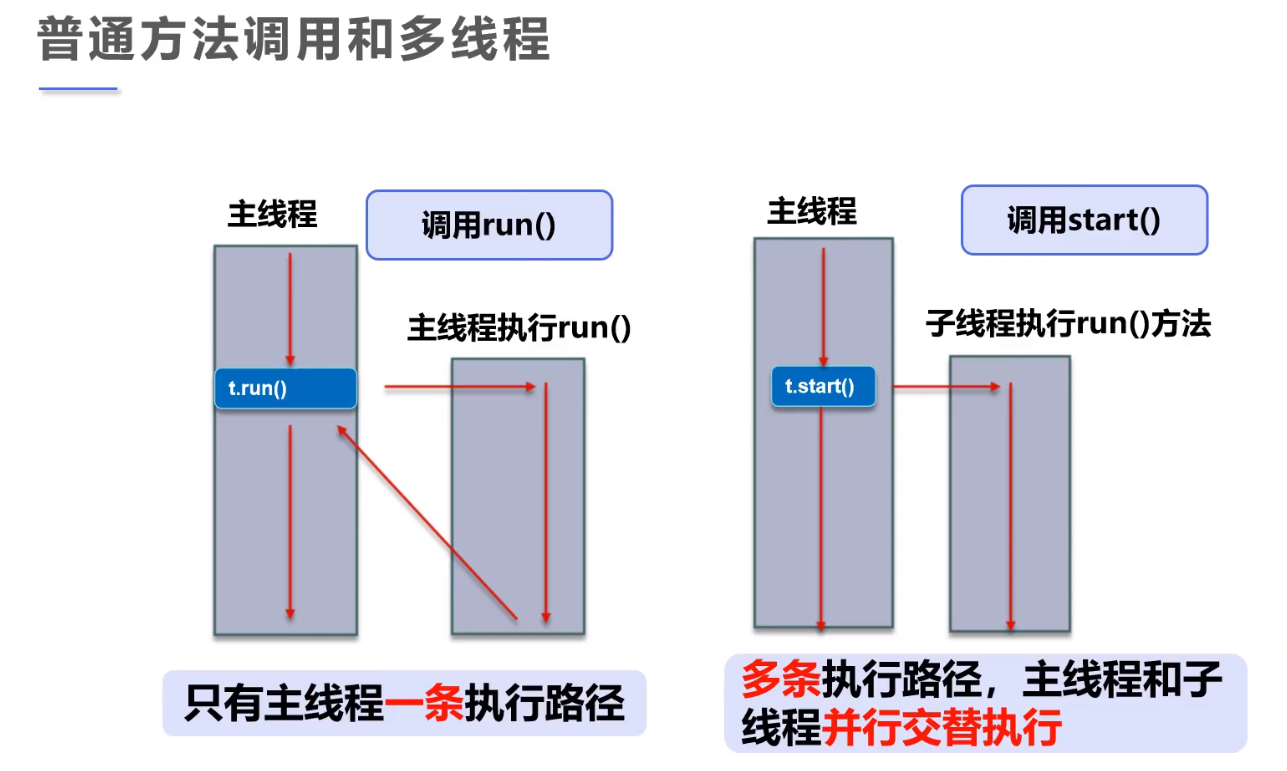 普通方法调用和多线程
主线程
调用run()
主线程执行run()
t.run()
只有主线程一条执行路径
主线程
调用start()
子线程执行run()方法
t.start()
多条执行路径，主线程和子
线程并行交替执行